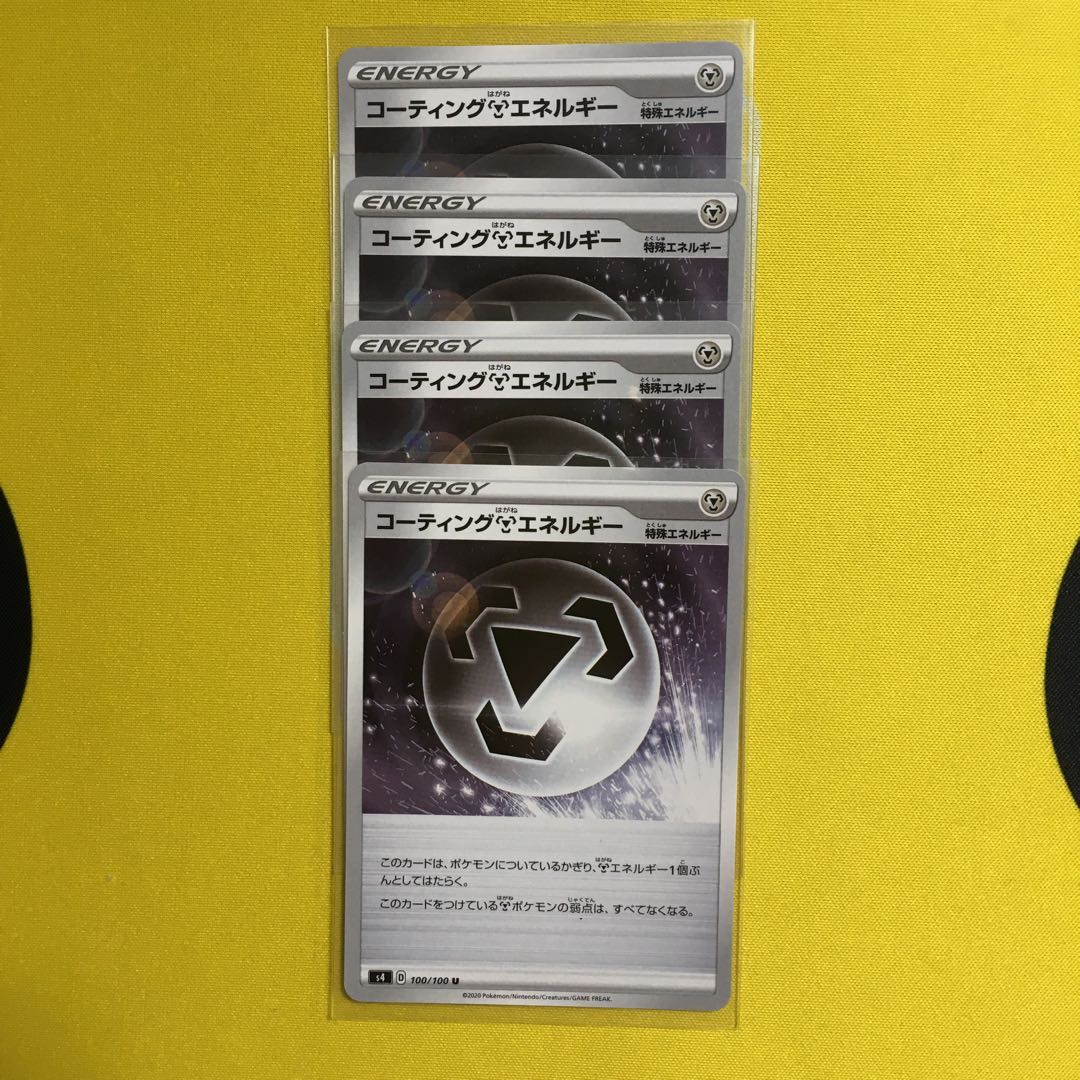 ENERGY
はがね
コーティングエネルギー
とくしゅ
特殊エネルギー
ENERGY
はがね
コーティングエネルギー
とくしゅ
特殊エネルギー
ENERGY
はがね
コーティングエネルギー
とくしゅ
特殊エネルギー
ENERGY
はがね
コーティングエネルギー
とくしゅ
特殊エネルギー
はがね こ
このカードは、ポケモンについているかぎり、エネルギー1個ぶ
んとしてはたらく。
はがね じゃくてん
このカードをつけているポケモンの弱点は、すべてなくなる。
s4 D 100/100 U
©2020 Pokémon/Nintendo/Creatures/GAME FREAK.